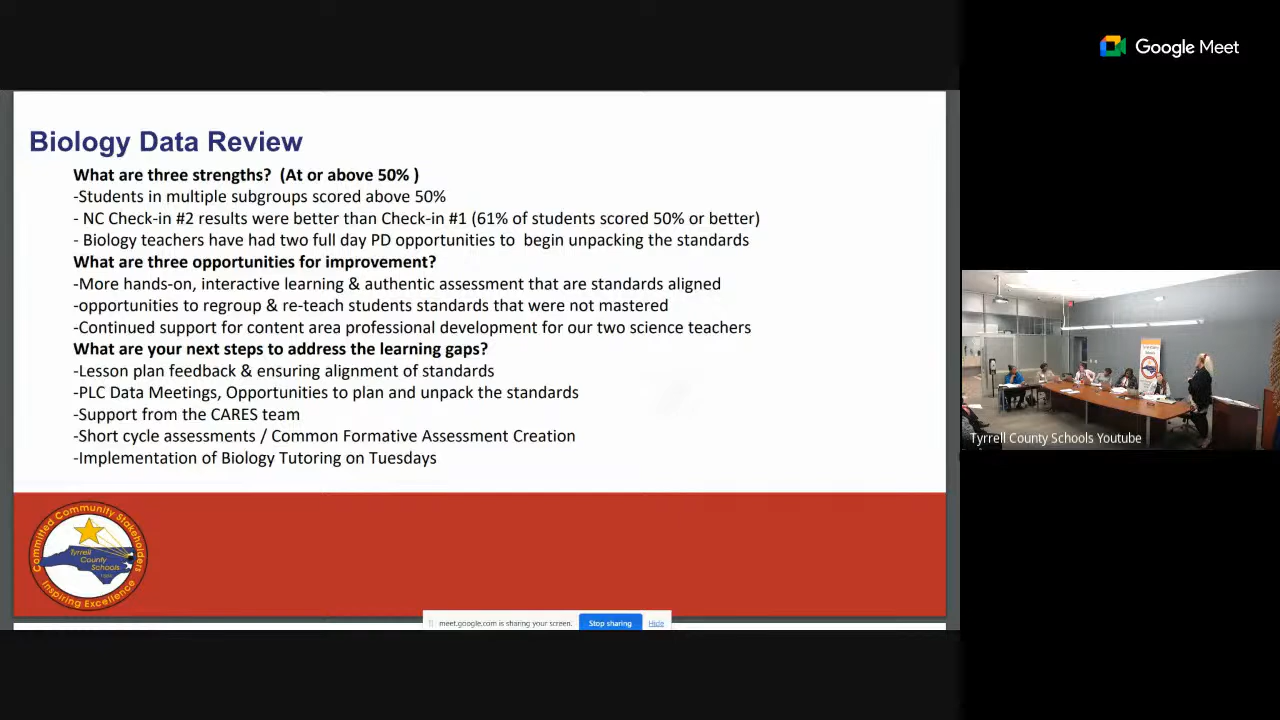 Google Meet
Biology Data Review
What are three strengths? (At or above 50% )
-Students in multiple subgroups scored above 50%
- NC Check-in #2 results were better than Check-in #1 (61% of students scored 50% or better)
- Biology teachers have had two full day PD opportunities to begin unpacking the standards
What are three opportunities for improvement?
-More hands-on, interactive learning & authentic assessment that are standards aligned
-opportunities to regroup & re-teach students standards that were not mastered
-Continued support for content area professional development for our two science teachers
What are your next steps to address the learning gaps?
-Lesson plan feedback & ensuring alignment of standards
-PLC Data Meetings, Opportunities to plan and unpack the standards
-Support from the CARES team
-Short cycle assessments / Common Formative Assessment Creation
-Implementation of Biology Tutoring on Tuesdays
Committed Community Stakeholders
Tyrrell
County
Schools
Inspiring Excellence
meet.google.com is sharing your screen. Stop sharing Hide
Tyrrell County Schools Youtube